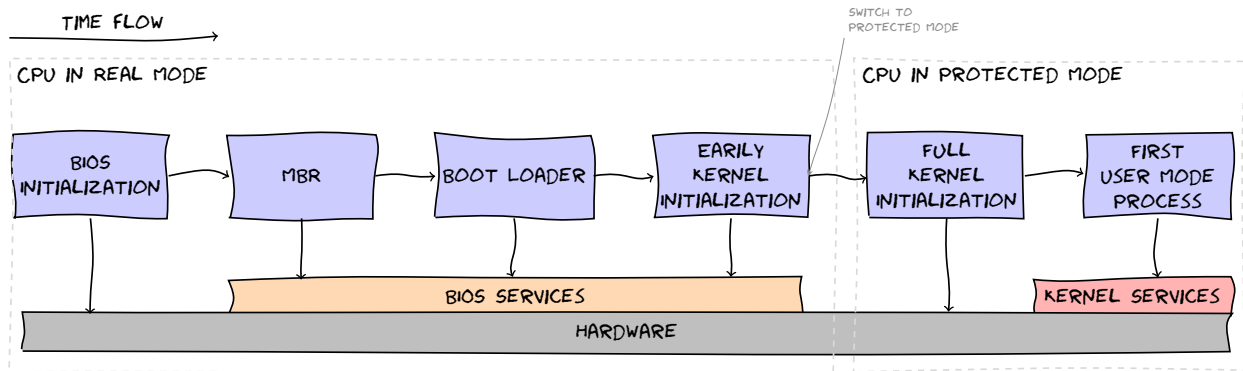 TIME FLOW
SWITCH TO
PROTECTED MODE
CPU IN REAL MODE
CPU IN PROTECTED MODE
BIOS
INITIALIZATION
MBR
BOOT LOADER
EARILY
KERNEL
INITIALIZATION
FULL
KERNEL
INITIALIZATION
FIRST
USER MODE
PROCESS
BIOS SERVICES
KERNEL SERVICES
HARDWARE